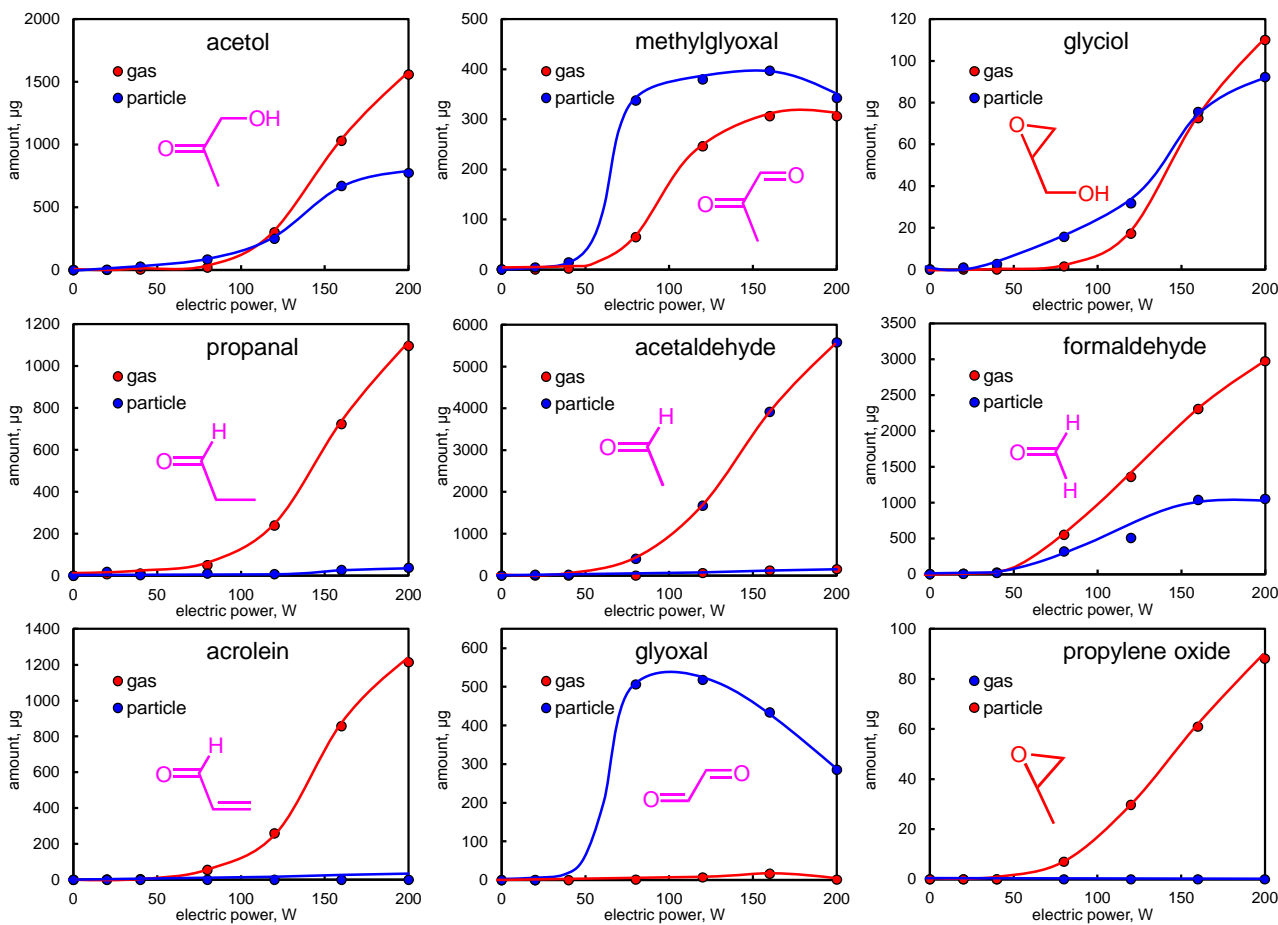 acetol
gas
particle
OH
O
2000
1500
1000
500
0
0 50 100 150 200
amount, µg
electric power, W
methylglyoxal
gas
particle
O
O
500
400
300
200
100
0
0 50 100 150 200
amount, µg
electric power, W
glyciol
gas
particle
O
OH
120
100
80
60
40
20
0
0 50 100 150 200
amount, µg
electric power, W
propanal
gas
particle
H
O
1200
1000
800
600
400
200
0
0 50 100 150 200
amount, µg
electric power, W
acetaldehyde
gas
particle
H
O
6000
5000
4000
3000
2000
1000
0
0 50 100 150 200
amount, µg
electric power, W
formaldehyde
gas
particle
H
O
H
3500
3000
2500
2000
1500
1000
500
0
0 50 100 150 200
amount, µg
electric power, W
acrolein
gas
particle
H
O
1400
1200
1000
800
600
400
200
0
0 50 100 150 200
amount, µg
electric power, W
glyoxal
gas
particle
O
O
600
500
400
300
200
100
0
0 50 100 150 200
amount, µg
electric power, W
propylene oxide
gas
particle
O
100
80
60
40
20
0
0 50 100 150 200
amount, µg
electric power, W